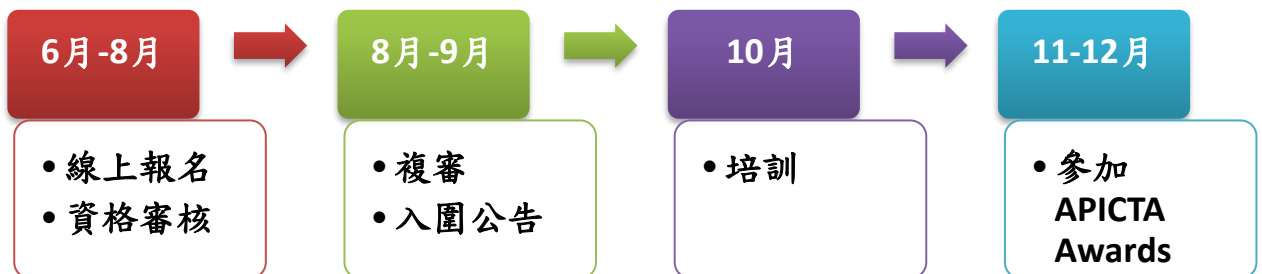 6月-8月
• 線上報名
• 資格審核
8月-9月
• 複審
• 入圍公告
10月
• 培訓
11-12月
• 參加
APICTA
Awards